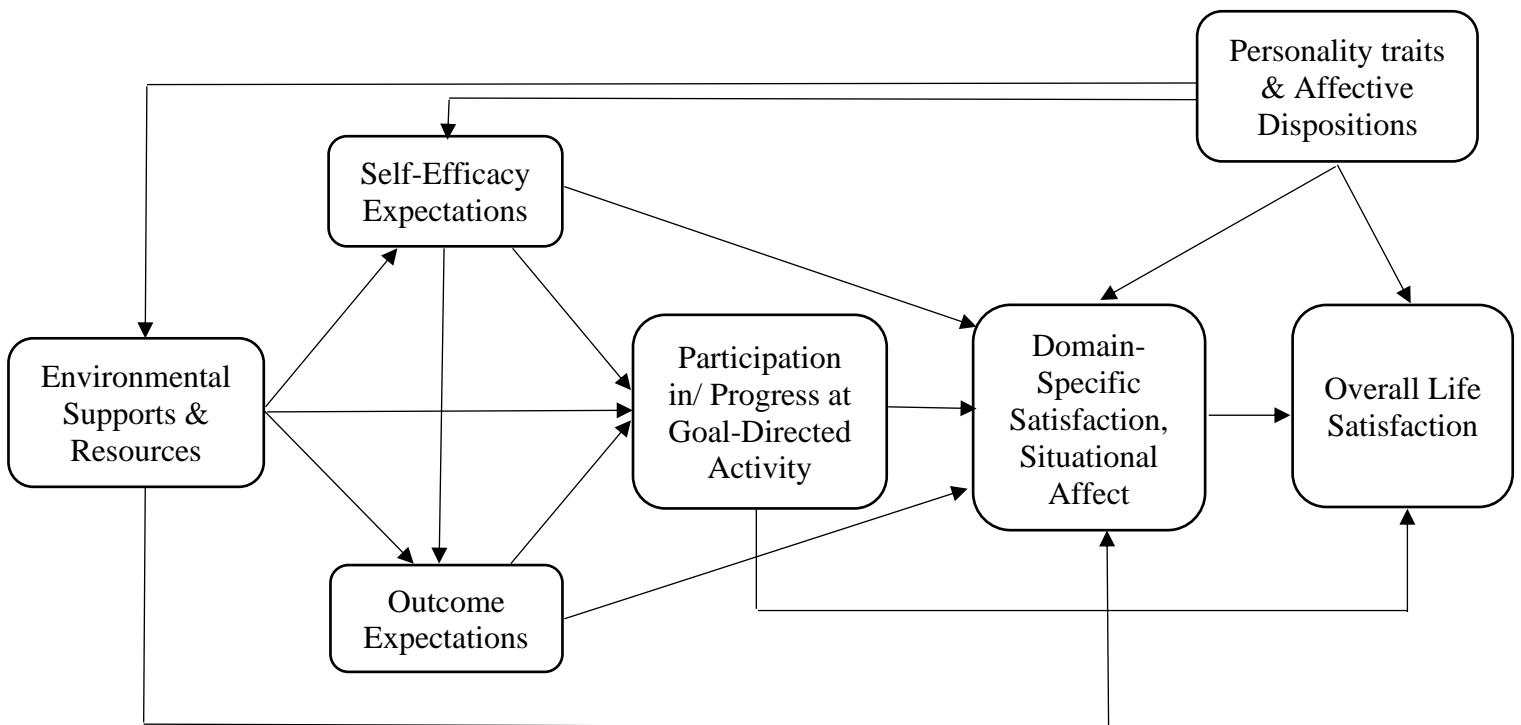 Personality traits
& Affective
Dispositions
Self-Efficacy
Expectations
Environmental
Supports &
Resources
Participation
in/ Progress at
Goal-Directed
Activity
Domain-
Specific
Satisfaction,
Situational
Affect
Overall Life
Satisfaction
Outcome
Expectations